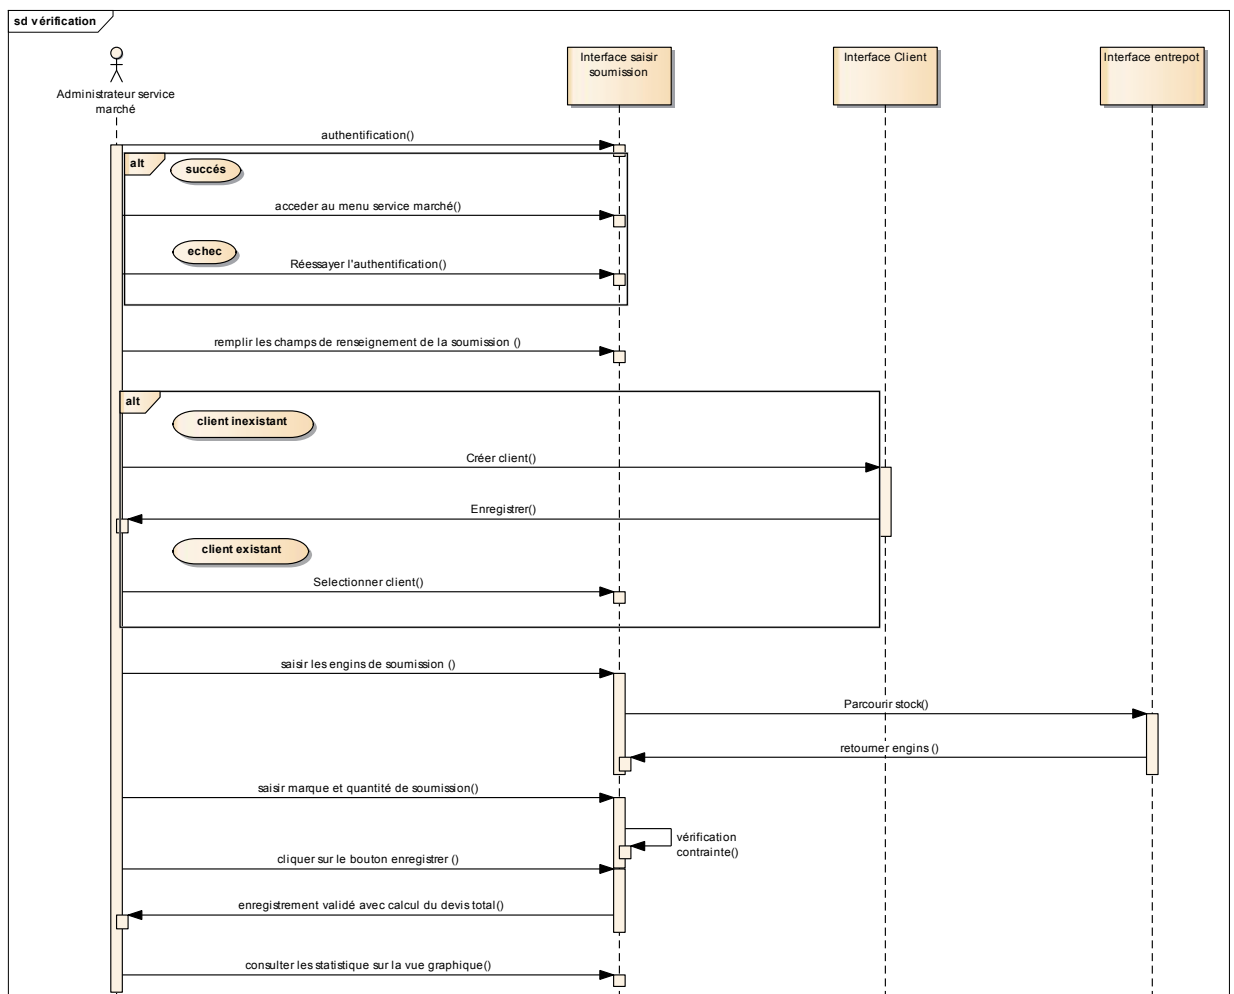 sd vérification
Interface saisir
soumission
Interface Client
Interface entrepot
Administrateur service
marché
authentification()
alt
succés
acceder au menu service marché()
echec
Réessayer l'authentification()
remplir les champs de renseignement de la soumission ()
alt
client inexistant
Créer client()
Enregistrer()
client existant
Selectionner client()
saisir les engins de soumission ()
Parcourir stock()
retourner engins ()
saisir marque et quantité de soumission()
vérification
contrainte()
cliquer sur le bouton enregistrer ()
enregistrement validé avec calcul du devis total()
consulter les statistique sur la vue graphique()